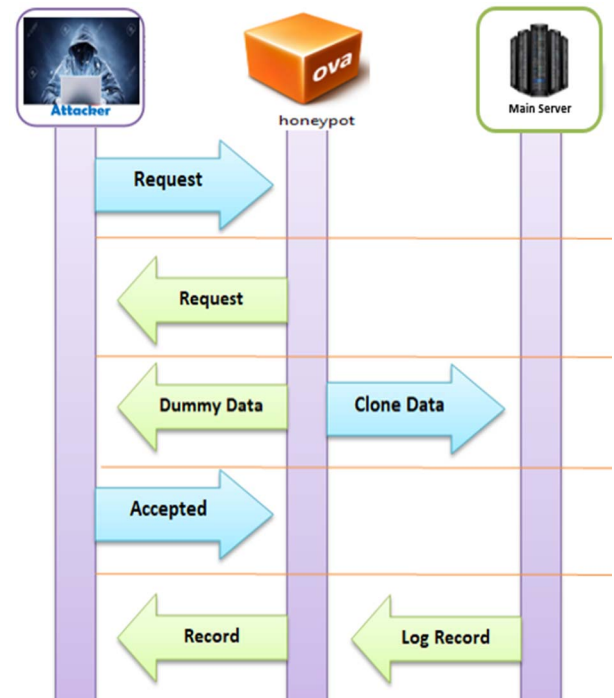 Attacker
ova
honeypot
Main Server
Request
Request
Dummy Data
Clone Data
Accepted
Record
Log Record